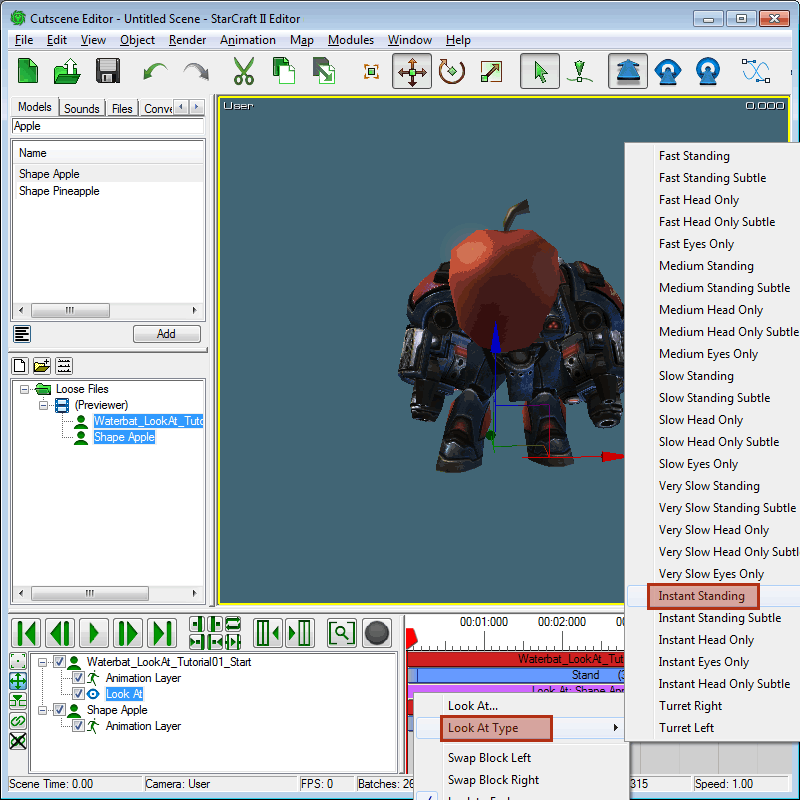 Cutscene Editor - Untitled Scene - StarCraft II Editor
File Edit View Object Render Animation Map Modules Window Help
Models Sounds Files Conv
Apple
Name
Shape Apple
Shape Pineapple
Add
Loose Files
(Previewer)
Waterbat_LookAt_Tuto
Shape Apple
User 0.000
Fast Standing
Fast Standing Subtle
Fast Head Only
Fast Head Only Subtle
Fast Eyes Only
Medium Standing
Medium Standing Subtle
Medium Head Only
Medium Head Only Subtle
Medium Eyes Only
Slow Standing
Slow Standing Subtle
Slow Head Only
Slow Head Only Subtle
Slow Eyes Only
Very Slow Standing
Very Slow Standing Subtle
Very Slow Head Only
Very Slow Head Only Subtl
Very Slow Eyes Only
Instant Standing
Instant Standing Subtle
Instant Head Only
Instant Eyes Only
Instant Head Only Subtle
Turret Right
Turret Left
00:01:000 00:02:000 00
Waterbat_LookAt_Tutorial01_Start
Animation Layer
Look At
Shape Apple
Animation Layer
Waterbat_LookAt_Tu
Stand (3
Look At: Shape App
Look At...
Look At Type
Swap Block Left
Swap Block Right
Scene Time: 0.00 Camera: User FPS: 0 Batches: 26 315 Speed: 1.00